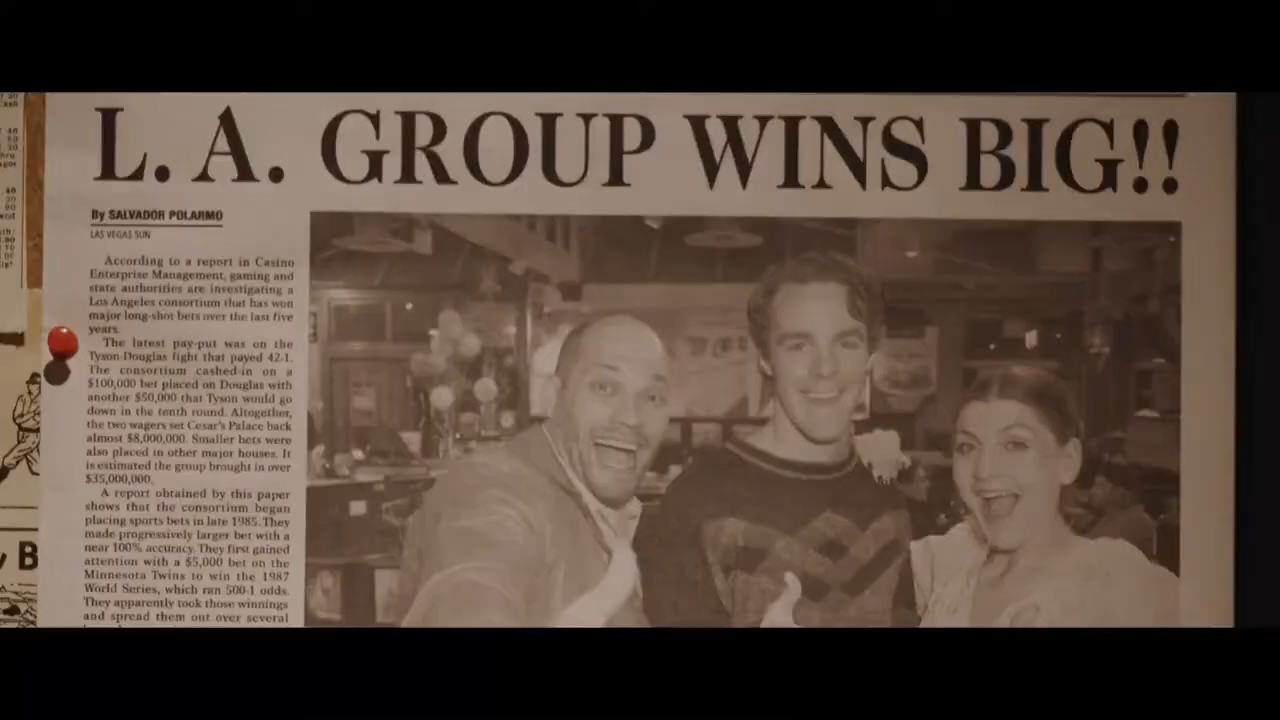 L. A. GROUP WINS BIG!!
By SALVADOR POLARMO
LAS VEGAS SUN
According to a report in Casino
Enterprise Management, gaming and
state authorities are investigating a
Los Angeles consortium that has won
major long-shot bets over the last five
years.
The latest pay-put was on the
Tyson-Douglas fight that payed 42-1.
The consortium cashed-in on a
$100,000 bet placed on Douglas with
another $50,000 that Tyson would go
down in the tenth round. Altogether,
the two wagers set Cesar's Palace back
almost $8,000,000. Smaller bets were
also placed in other major houses. It
is estimated the group brought in over
$35,000,000.
A report obtained by this paper
shows that the consortium began
placing sports bets in late 1985. They
made progressively larger bet with a
near 100% accuracy. They first gained
attention with a $5,000 bet on the
Minnesota Twins to win the 1987
World Series, which ran 500-1 odds.
They apparently took those winnings
and spread them out over several
B